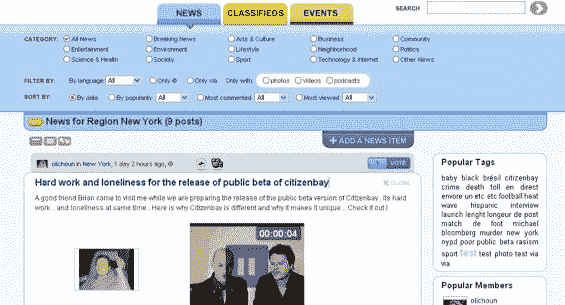 NEWS CLASSIFIEDS EVENTS SEARCH
CATEGORY: All News Breaking News Arts & Culture Business Community
Entertainment Environment Lifestyle Neighborhood Politics
Science & Health Society Sport Technology & Internet Other News
FILTER BY: By language: All Only Only via Only with: photos videos podcasts
SORT BY: By date By popularity All Most commented All Most viewed All
News for Region New York (9 posts)
+ ADD A NEWS ITEM
olichoun in New York, 1 day 2 hours ago, VOTE
Hard work and loneliness for the release of public beta of citizenbay CLOSE
A good friend Brian came to visit me while we are preparing the release of the public beta version of Citizenbay. Its hard
work .. and loneliness at same time . Here is why Citizenbay is different and why it makes it unique .. Check it out !
00:00:04
Popular Tags
baby black brésil citizenbay
crime death toll en direct
envore un etc etc football heat
wave hispanic interview
launch lenght longeur de post
match de foot michael
bloomberg murder new york
nypd poor public beta rasism
sport test test photo test via
via
Popular Members
olichoun